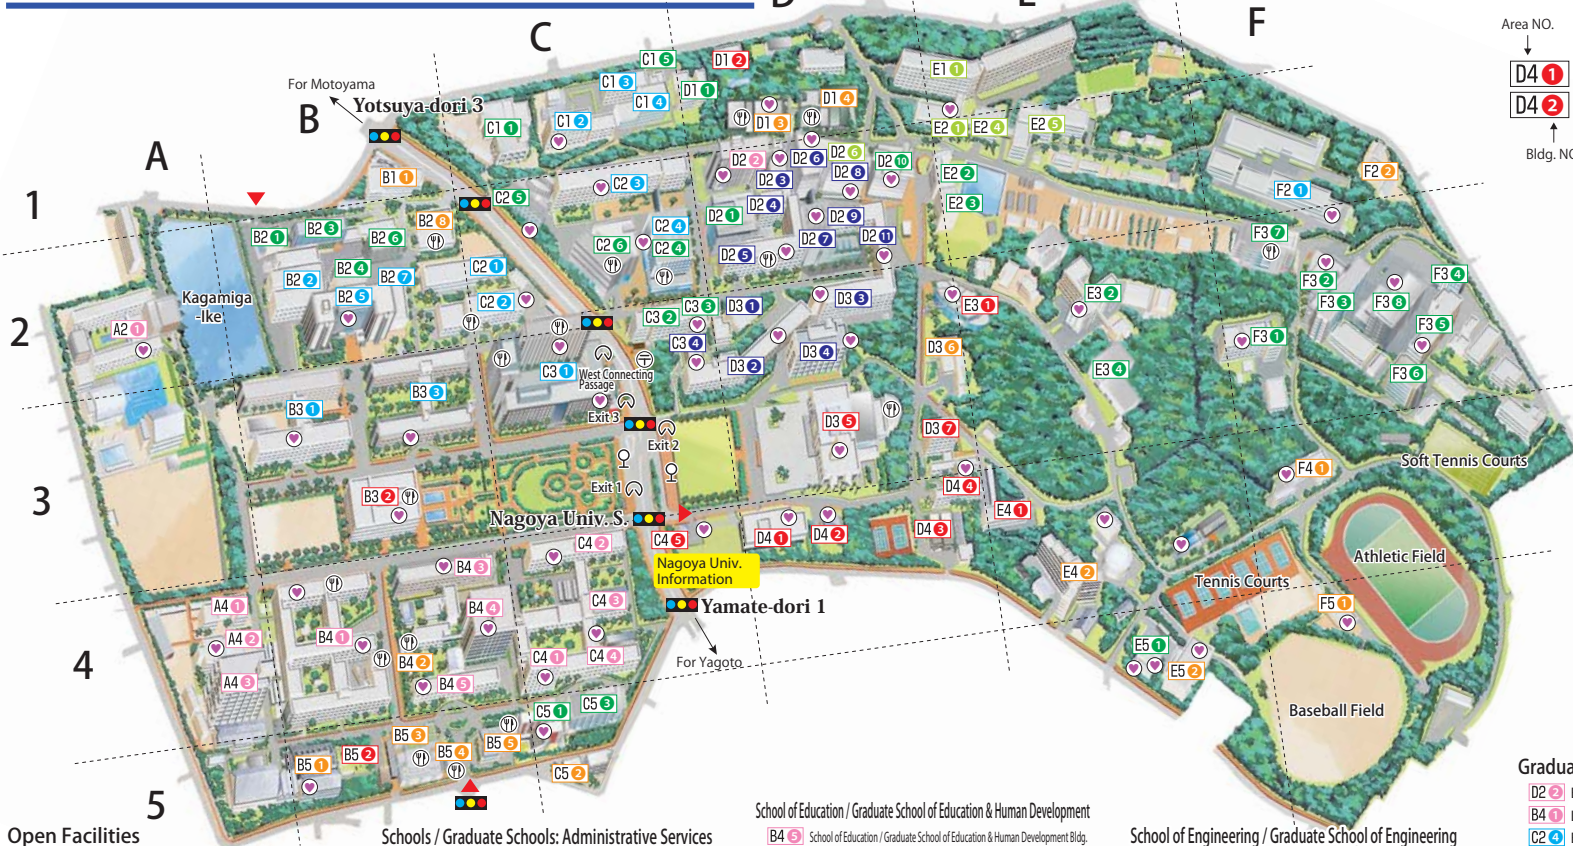 C
D
E
F
Area NO.
D4 1
D4 2
Bldg. NO
For Motoyama
Yotsuya-dori 3
B
A
1
2
3
4
5
C1 5
D1 2
E1 1
C1 3
C1 4
D1 1
D1 4
C1 1
C1 2
D1 3
E2 1
E2 4
E2 5
B1 1
C2 5
C2 3
D2 2
D2 6
D2 6
D2 10
D2 3
D2 8
E2 2
E2 3
F2 1
F2 2
B2 1
B2 3
B2 6
B2 8
C2 4
C2 6
C2 4
D2 1
D2 4
D2 9
D2 7
D2 11
D2 5
F3 7
Kagamiga
-Ike
B2 2
B2 4
B2 7
B2 5
C2 1
C2 2
C3 3
C3 2
D3 1
D3 3
E3 1
E3 2
F3 2
F3 3
F3 8
F3 4
F3 5
F3 1
F3 6
A2 1
C3 4
D3 2
D3 4
D3 6
E3 4
C3 1
West Connecting
Passage
B3 1
B3 3
Exit 3
Exit 2
D3 5
D3 7
Soft Tennis Courts
F4 1
B3 2
Exit 1
D4 4
E4 1
Nagoya Univ. S.
C4 5
D4 1
D4 2
D4 3
Athletic Field
Nagoya Univ.
Information
C4 2
B4 3
E4 2
Tennis Courts
A4 1
B4 4
C4 3
Yamate-dori 1
F5 1
A4 2
B4 1
B4 2
C4 1
C4 4
For Yagoto
E5 1
E5 2
A4 3
B4 5
C5 1
C5 3
Baseball Field
B5 1
B5 2
B5 3
B5 4
B5 5
C5 2
Open Facilities
Schools / Graduate Schools: Administrative Services
School of Education / Graduate School of Education & Human Development
B4 5 School of Education / Graduate School of Education & Human Development Bldg.
School of Engineering / Graduate School of Engineering
Gradua
D2 2
B4 1
C2 4